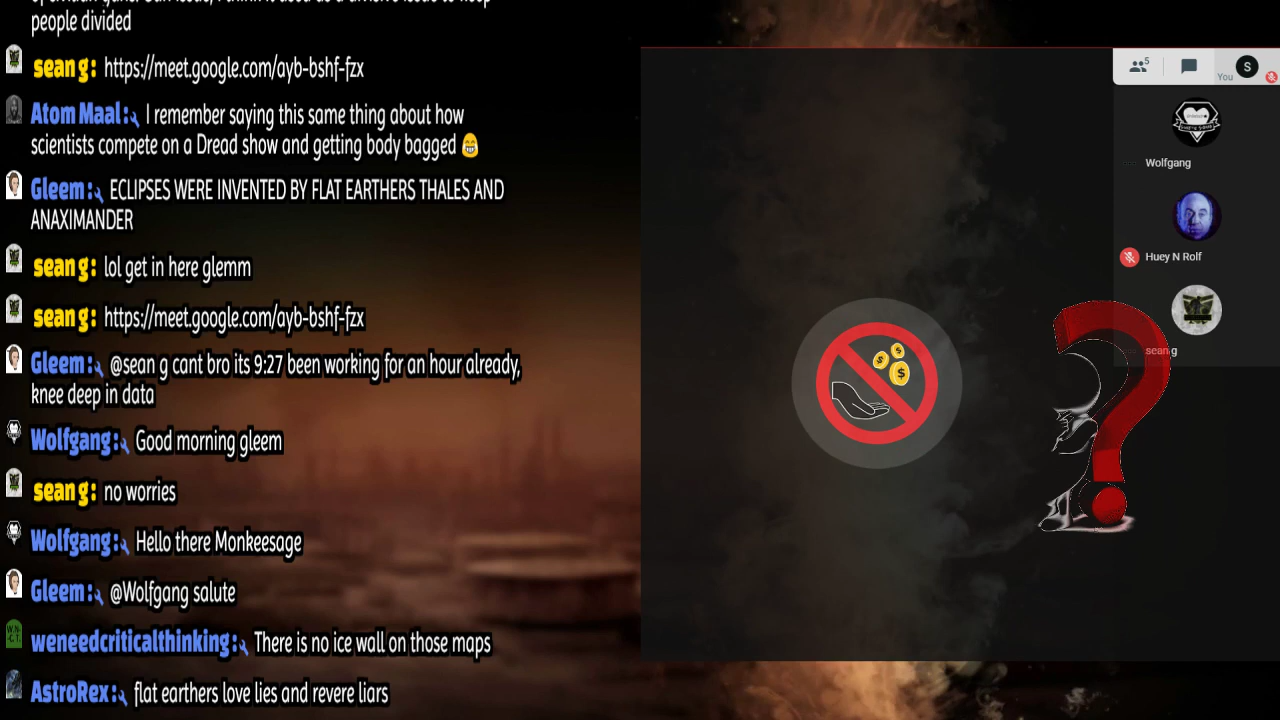 people divided
sean g: https://meet.google.com/ayb-bshf-fzx
Atom Maal: I remember saying this same thing about how
scientists compete on a Dread show and getting body bagged 😁
Gleem: ECLIPSES WERE INVENTED BY FLAT EARTHERS THALES AND
ANAXIMANDER
sean g: lol get in here glemm
sean g: https://meet.google.com/ayb-bshf-fzx
Gleem: @sean g cant bro its 9:27 been working for an hour already,
knee deep in data
Wolfgang: Good morning gleem
sean g: no worries
Wolfgang: Hello there Monkeesage
Gleem: @Wolfgang salute
weneedcriticalthinking: There is no ice wall on those maps
AstroRex: flat earthers love lies and revere liars
5
You
S
Wolfgang
Huey N Rolf
sean g